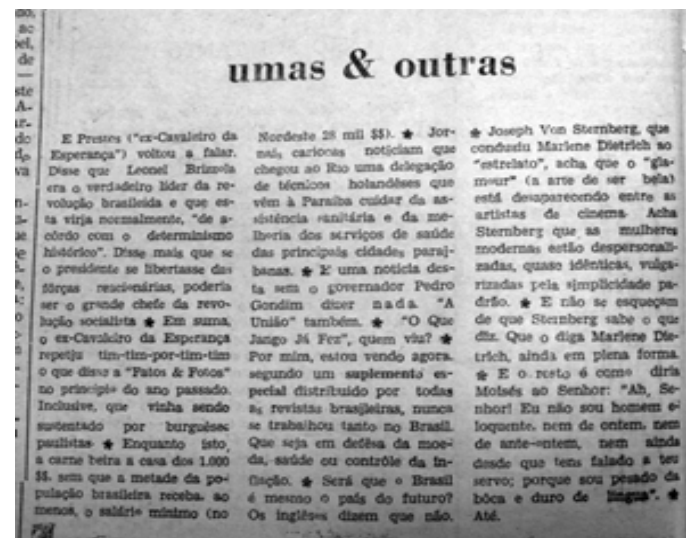 umas & outras
E Prestes ("ex-Cavaleiro da
Esperança") voltou a falar.
Disse que Leonel Brizola
era o verdadeiro líder da re-
volução brasileira e que es-
ta virja normalmente, "de a-
côrdo com o determinismo
histórico". Disse mais que se
o presidente se libertasse das
fôrças reacionárias, poderia
ser o grande chefe da revo-
lução socialista ★ Em suma,
o ex-Cavaleiro da Esperança
repetju tim-tim-por-tim-tim
o que disse a "Fatos & Fotos"
no princípio do ano passado.
Inclusive, que vinha sendo
sustentado por burguêses
paulistas ★ Enquanto isto,
a carne beira a casa dos 1.000
$$. sem que a metade da po-
pulação brasileira receba, ao
menos, o salário mínimo (no
Nordeste 28 mil $$). ★ Jor-
nais cariocas noticiam que
chegou ao Rio uma delegação
de técnicos holandêses que
vêm à Paraíba cuidar da as-
sistência sanitária e da me-
lhoria dos serviços de saúde
das principais cidades paraj-
banas. ★ E uma notícia des-
ta sem o governador Pedro
Gondim dizer nada. "A
União" também. ★ "O Que
Jango Já Fez", quem viu? ★
Por mim, estou vendo agora.
segundo um suplemento es-
pecial distribuído por todas
as revistas brasjleiras, nunca
se trabalhou tanto no Brasil.
Que seja em defêsa da moe-
da, saúde ou contrôle da in-
flação. ★ Será que o Brasil
é mesmo o país do futuro?
Os inglêses dizem que não.
★ Joseph Von Sternberg, que
conduziu Marlene Dietrich ao
"estrelato", acha que o "gla-
mour" (a arte de ser bela)
está desaparecendo entre as
artistas de cinema. Acha
Sternberg que as mulheres
modernas estão despersonali-
zadas, quase idênticas, vulga-
rizadas pela sjmplicidade pa-
drão. ★ E não se esqueçam
de que Sternberg sabe o que
diz. Que o diga Marlene Die-
trich, ainda em plena forma.
★ E o resto é como diria
Moisés ao Senhor: "Ah, Se-
nhor! Eu não sou homem e-
loquente, nem de ontem, nem
de ante-ontem, nem ainda
desde que tens falado a teu
servo; porque sou pesado da
bôca e duro de língua". ★
Até.